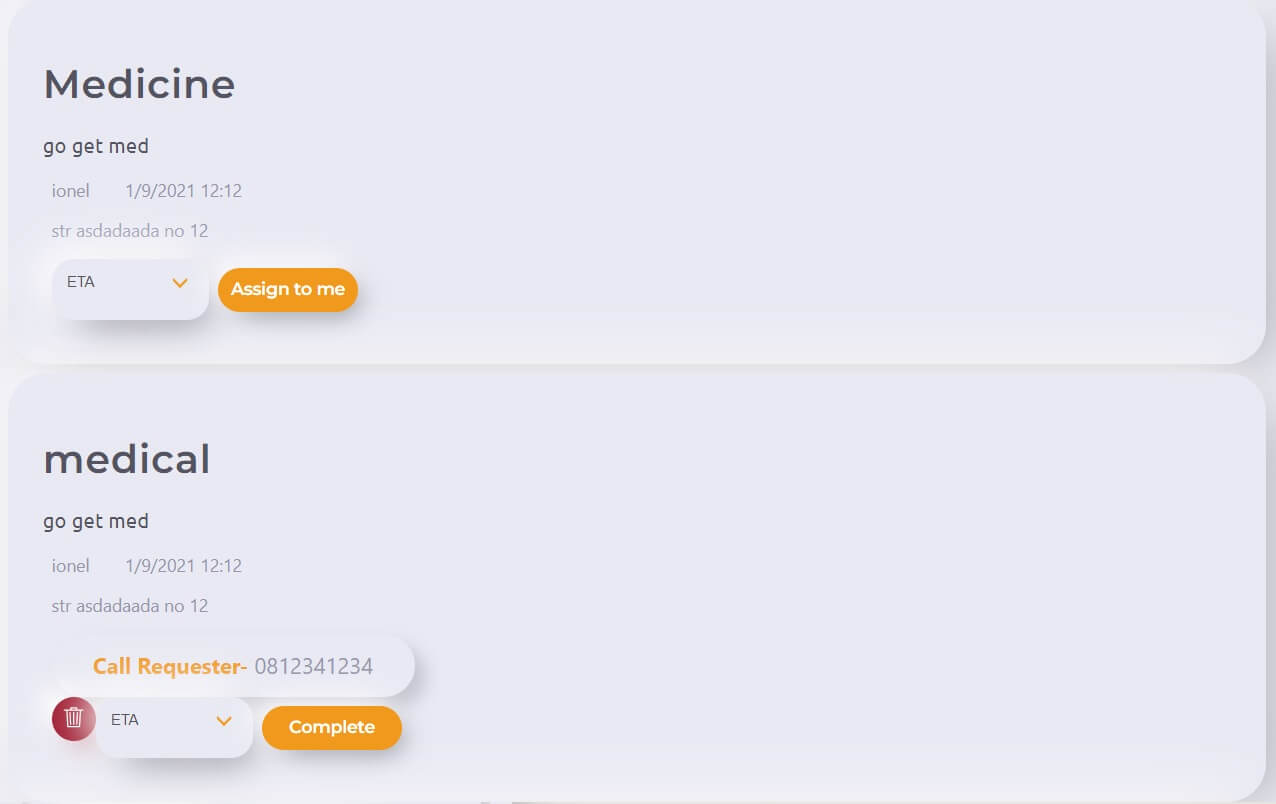 Medicine
go get med
ionel 1/9/2021 12:12
str asdadaada no 12
ETA Assign to me
medical
go get med
ionel 1/9/2021 12:12
str asdadaada no 12
Call Requester- 0812341234
ETA Complete